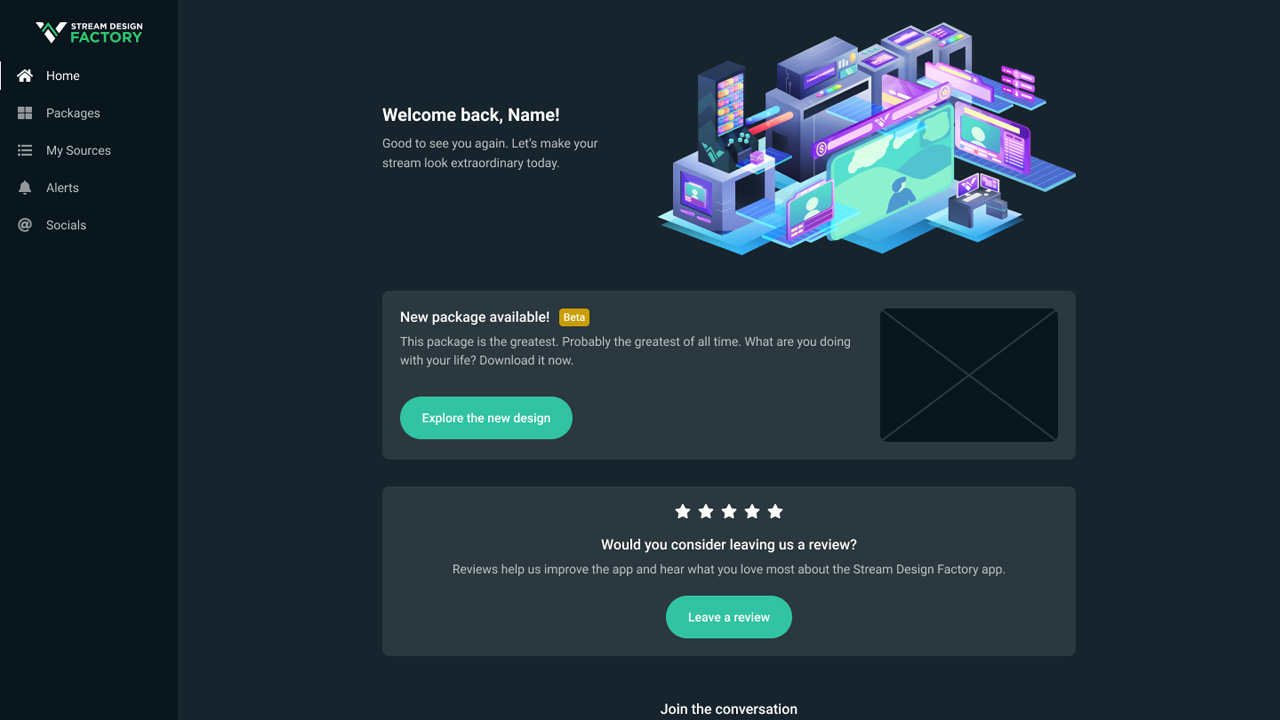 STREAM DESIGN
FACTORY
Home
Packages
My Sources
Alerts
Socials
Welcome back, Name!
Good to see you again. Let's make your
stream look extraordinary today.
New package available! Beta
This package is the greatest. Probably the greatest of all time. What are you doing
with your life? Download it now.
Explore the new design
Would you consider leaving us a review?
Reviews help us improve the app and hear what you love most about the Stream Design Factory app.
Leave a review
Join the conversation